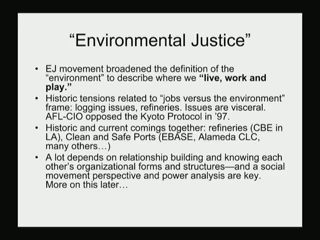 “Environmental Justice”
• EJ movement broadened the definition of the
“environment” to describe where we “live, work and
play.”
• Historic tensions related to “jobs versus the environment”
frame: logging issues, refineries. Issues are visceral.
AFL-CIO opposed the Kyoto Protocol in ’97.
• Historic and current comings together: refineries (CBE in
LA), Clean and Safe Ports (EBASE, Alameda CLC,
many others…)
• A lot depends on relationship building and knowing each
other’s organizational forms and structures—and a social
movement perspective and power analysis are key.
More on this later…